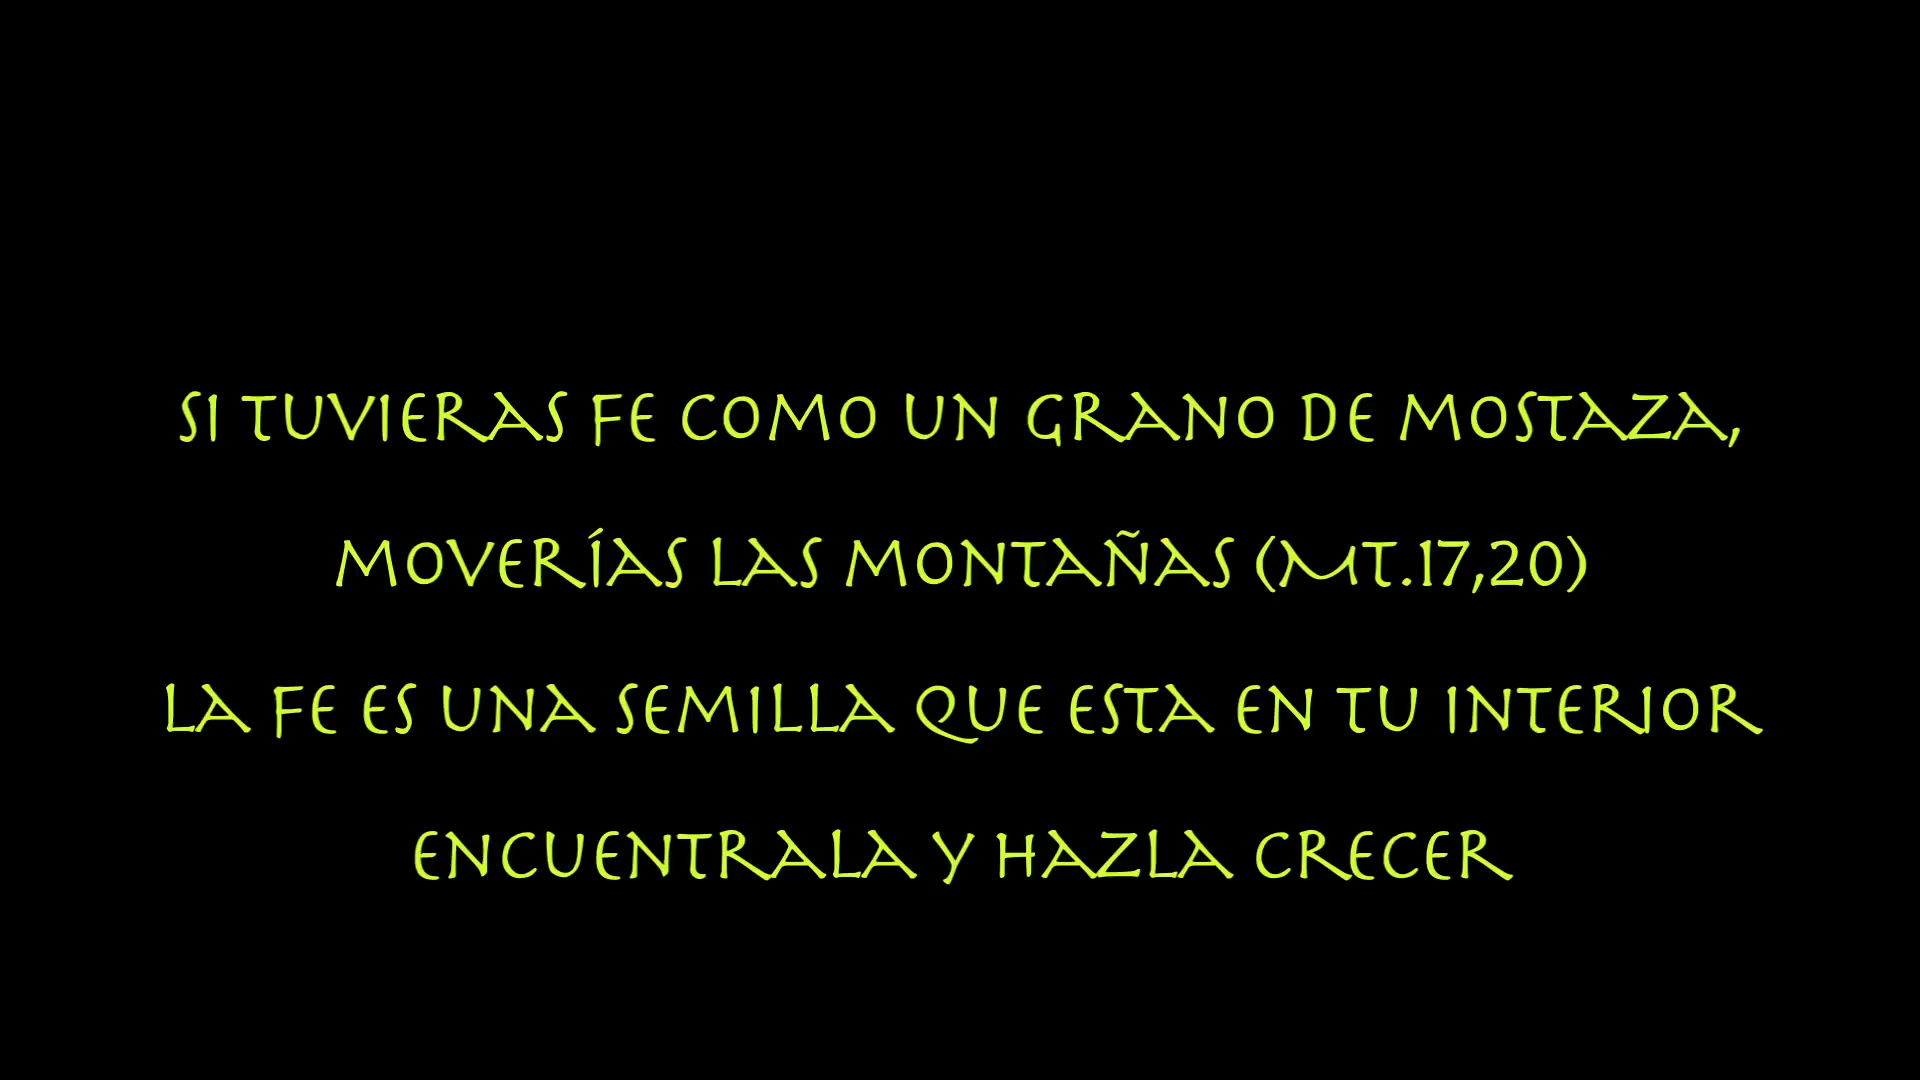 SI TUVIERAS FE COMO UN GRANO DE MOSTAZA,
MOVERÍAS LAS MONTAÑAS (MT.17,20)
LA FE ES UNA SEMILLA QUE ESTA EN TU INTERIOR
ENCUENTRALA Y HAZLA CRECER